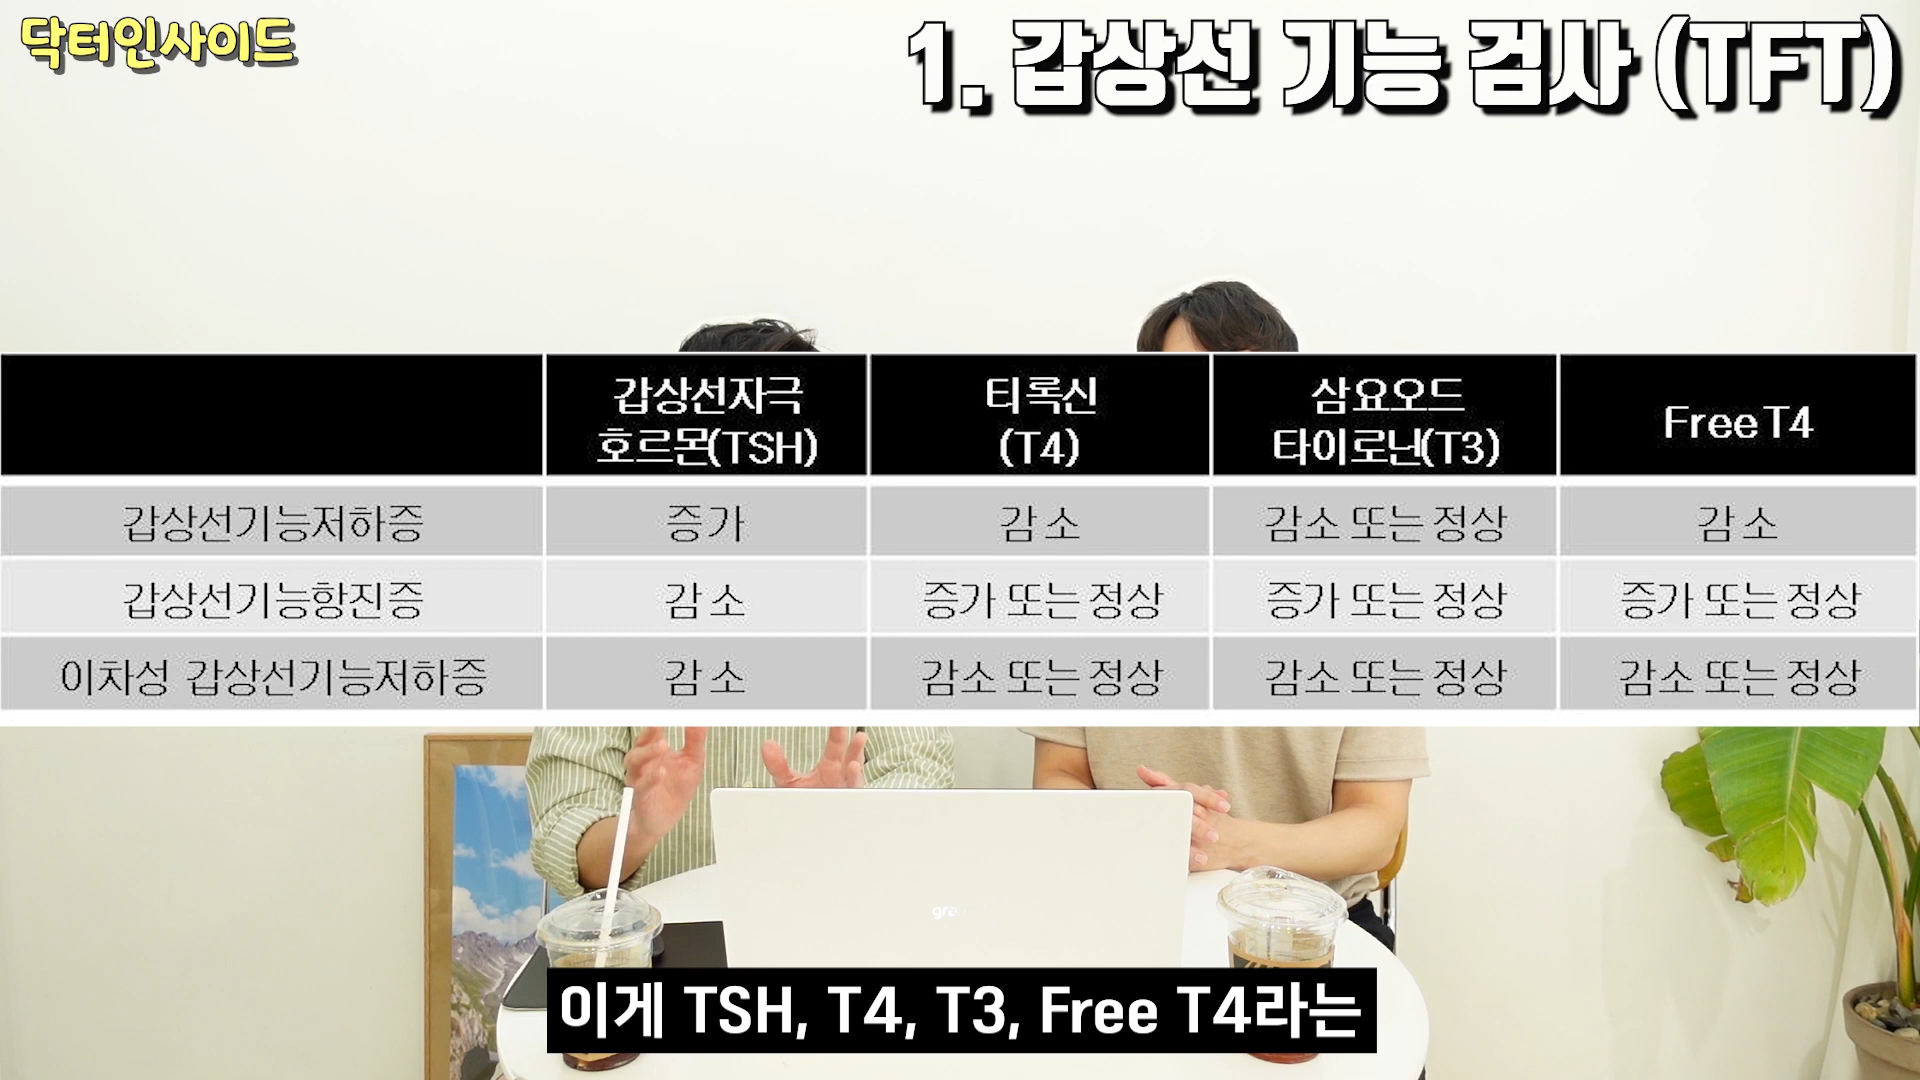 닥터인사이드
1. 갑상선 기능 검사 (TFT)
갑상선자극
호르몬(TSH)
티록신
(T4)
삼요오드
타이로닌(T3)
Free T4
갑상선기능저하증 증가 감소 감소 또는 정상 감소
갑상선기능항진증 감소 증가 또는 정상 증가 또는 정상 증가 또는 정상
이차성 갑상선기능저하증 감소 감소 또는 정상 감소 또는 정상 감소 또는 정상
이게 TSH, T4, T3, Free T4라는